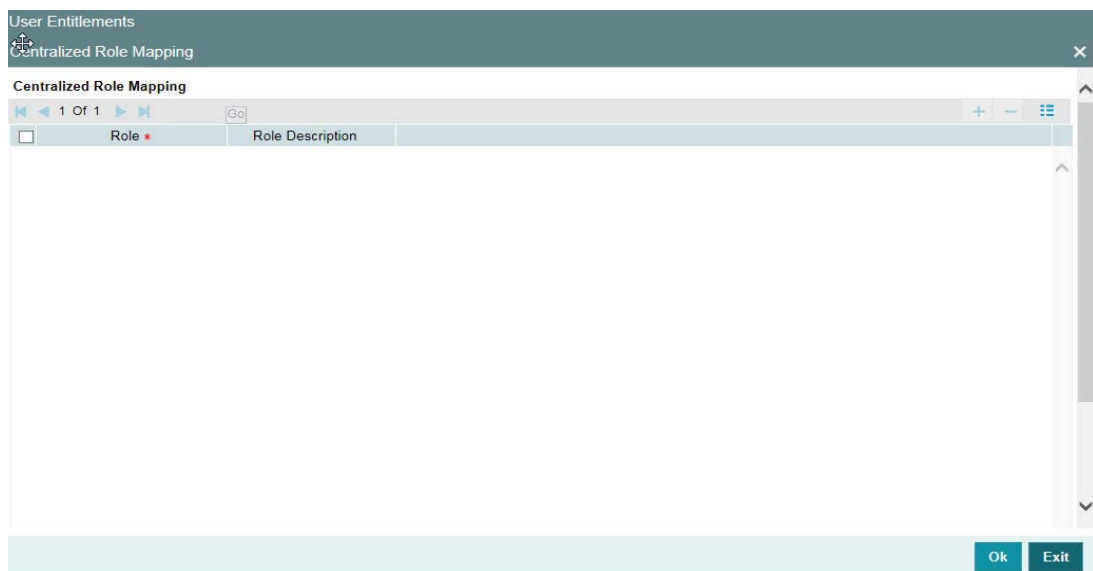 User Entitlements
Centralized Role Mapping
Centralized Role Mapping
1 Of 1 Go
Role * Role Description
Ok Exit